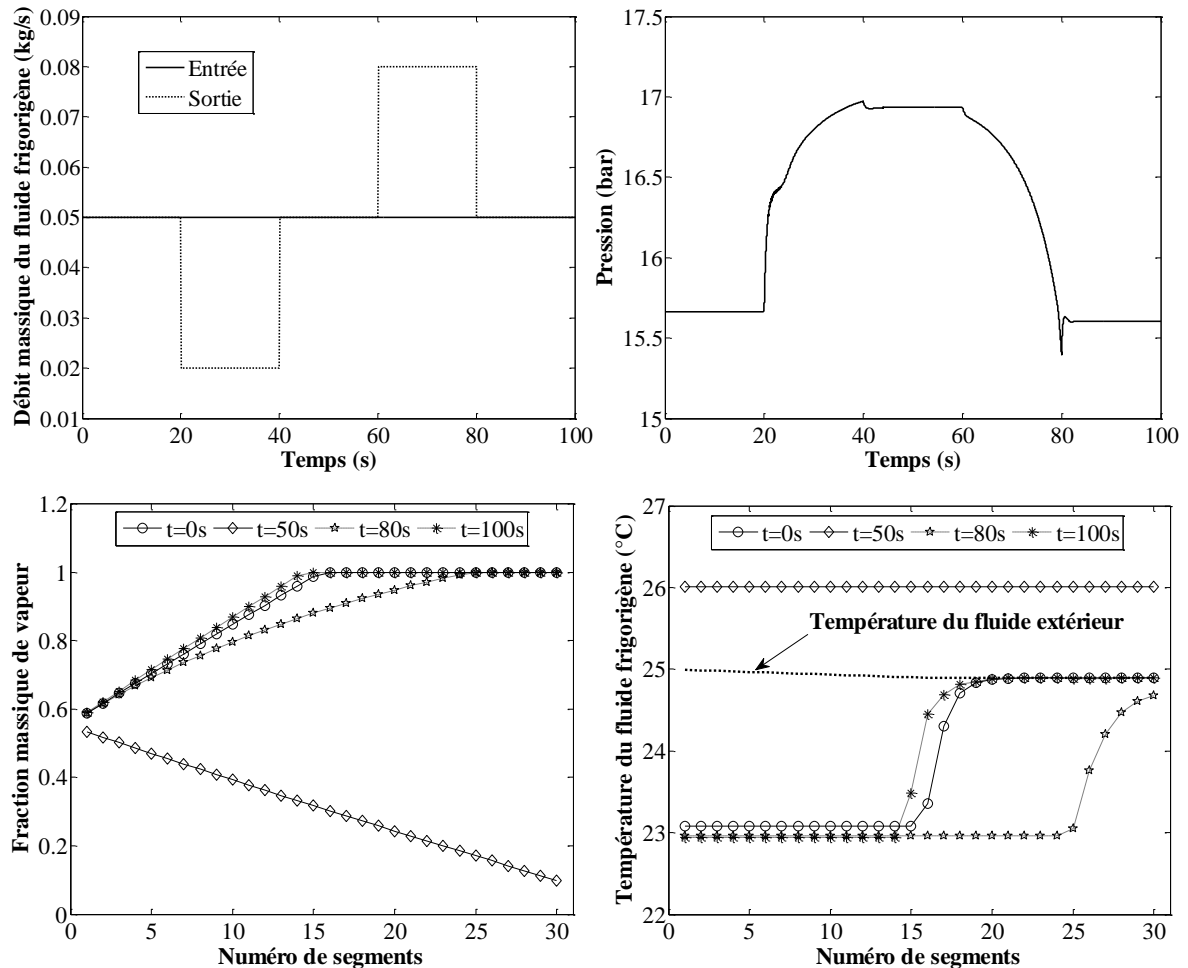 Débit massique du fluide frigorigène (kg/s)
0.09
0.08
0.07
0.06
0.05
0.04
0.03
0.02
0.01
Entrée
Sortie
0 20 40 60 80 100
Temps (s)
Pression (bar)
17.5
17
16.5
16
15.5
15
0 20 40 60 80 100
Temps (s)
Fraction massique de vapeur
1.2
1
0.8
0.6
0.4
0.2
0
t=0s t=50s t=80s t=100s
0 5 10 15 20 25 30
Numéro de segments
Température du fluide frigorigène (°C)
27
26
25
24
23
22
t=0s t=50s t=80s t=100s
Température du fluide extérieur
0 5 10 15 20 25 30
Numéro de segments